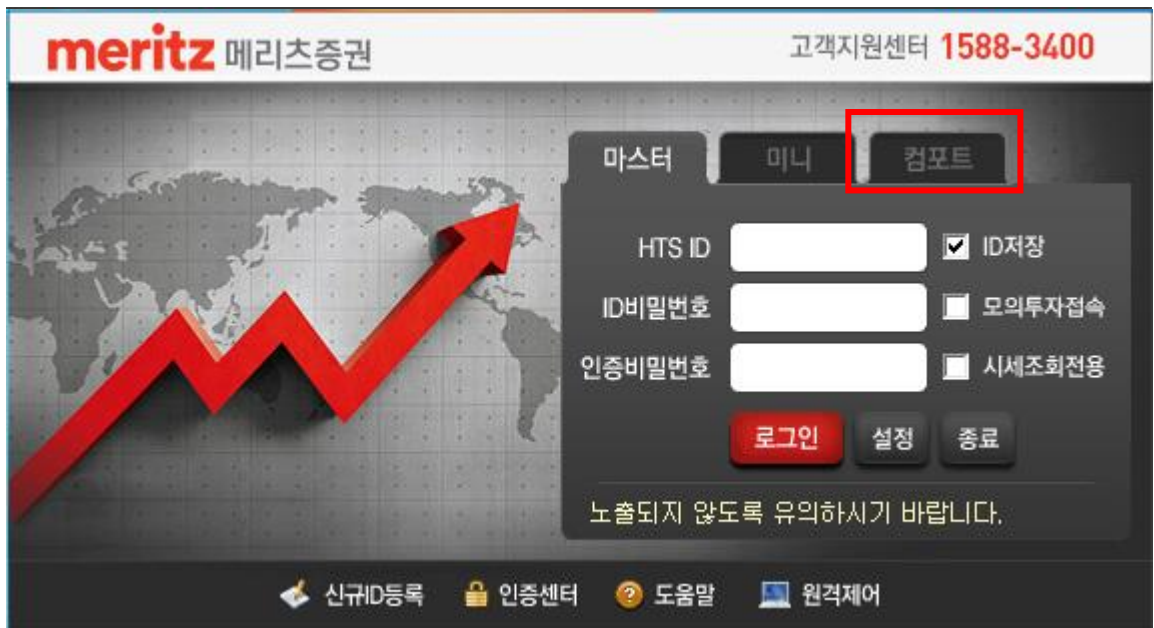 meritz 메리츠증권
고객지원센터 1588-3400
마스터
미니
컴포트
HTS ID
ID저장
ID비밀번호
모의투자접속
인증비밀번호
시세조회전용
로그인
설정
종료
노출되지 않도록 유의하시기 바랍니다.
신규ID등록
인증센터
도움말
원격제어